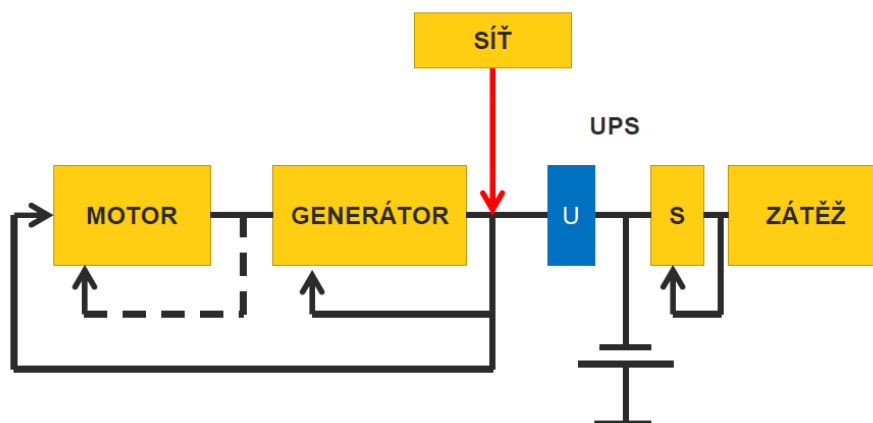 SÍŤ
UPS
MOTOR
GENERÁTOR
U
S
ZÁTĚŽ